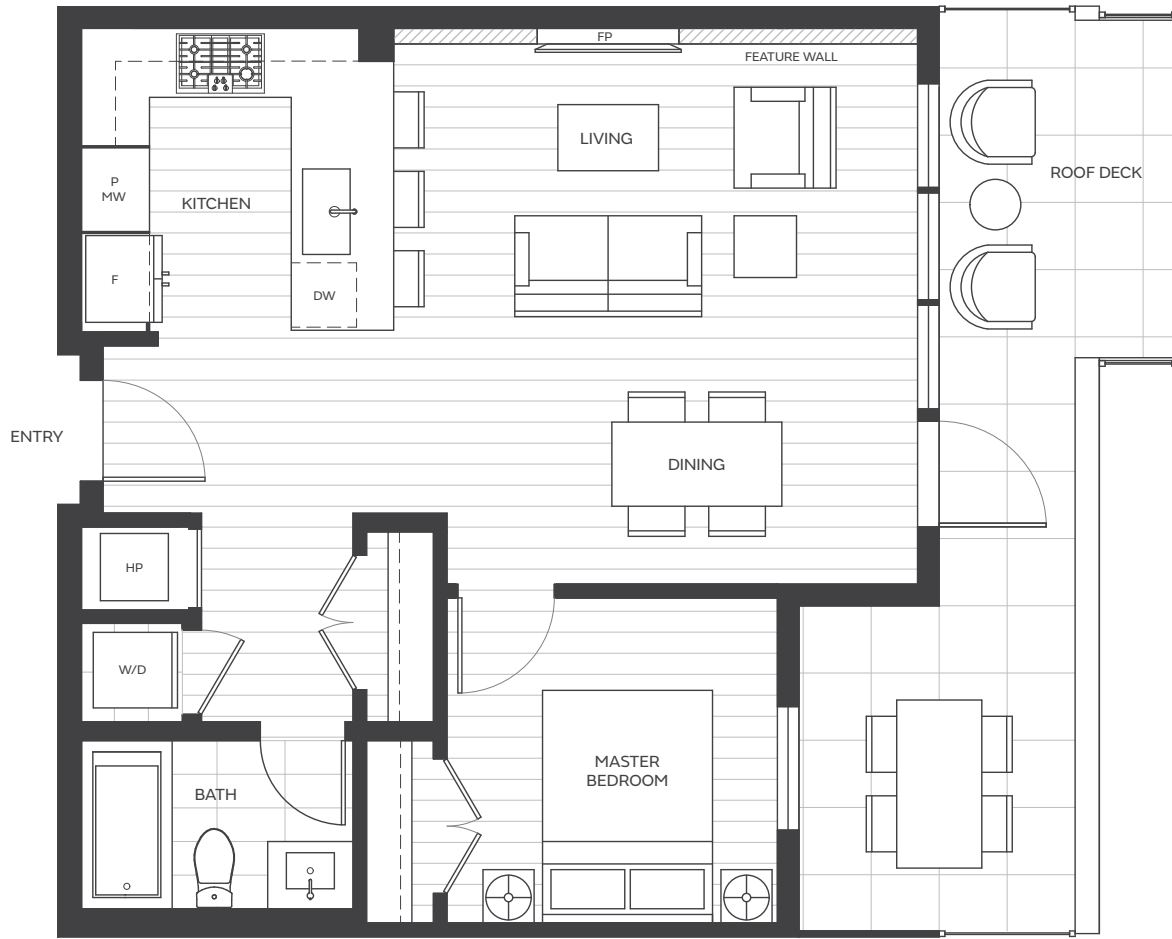 FP
FEATURE WALL
LIVING
ROOF DECK
P
MW
KITCHEN
F
DW
ENTRY
DINING
HP
W/D
MASTER
BEDROOM
BATH